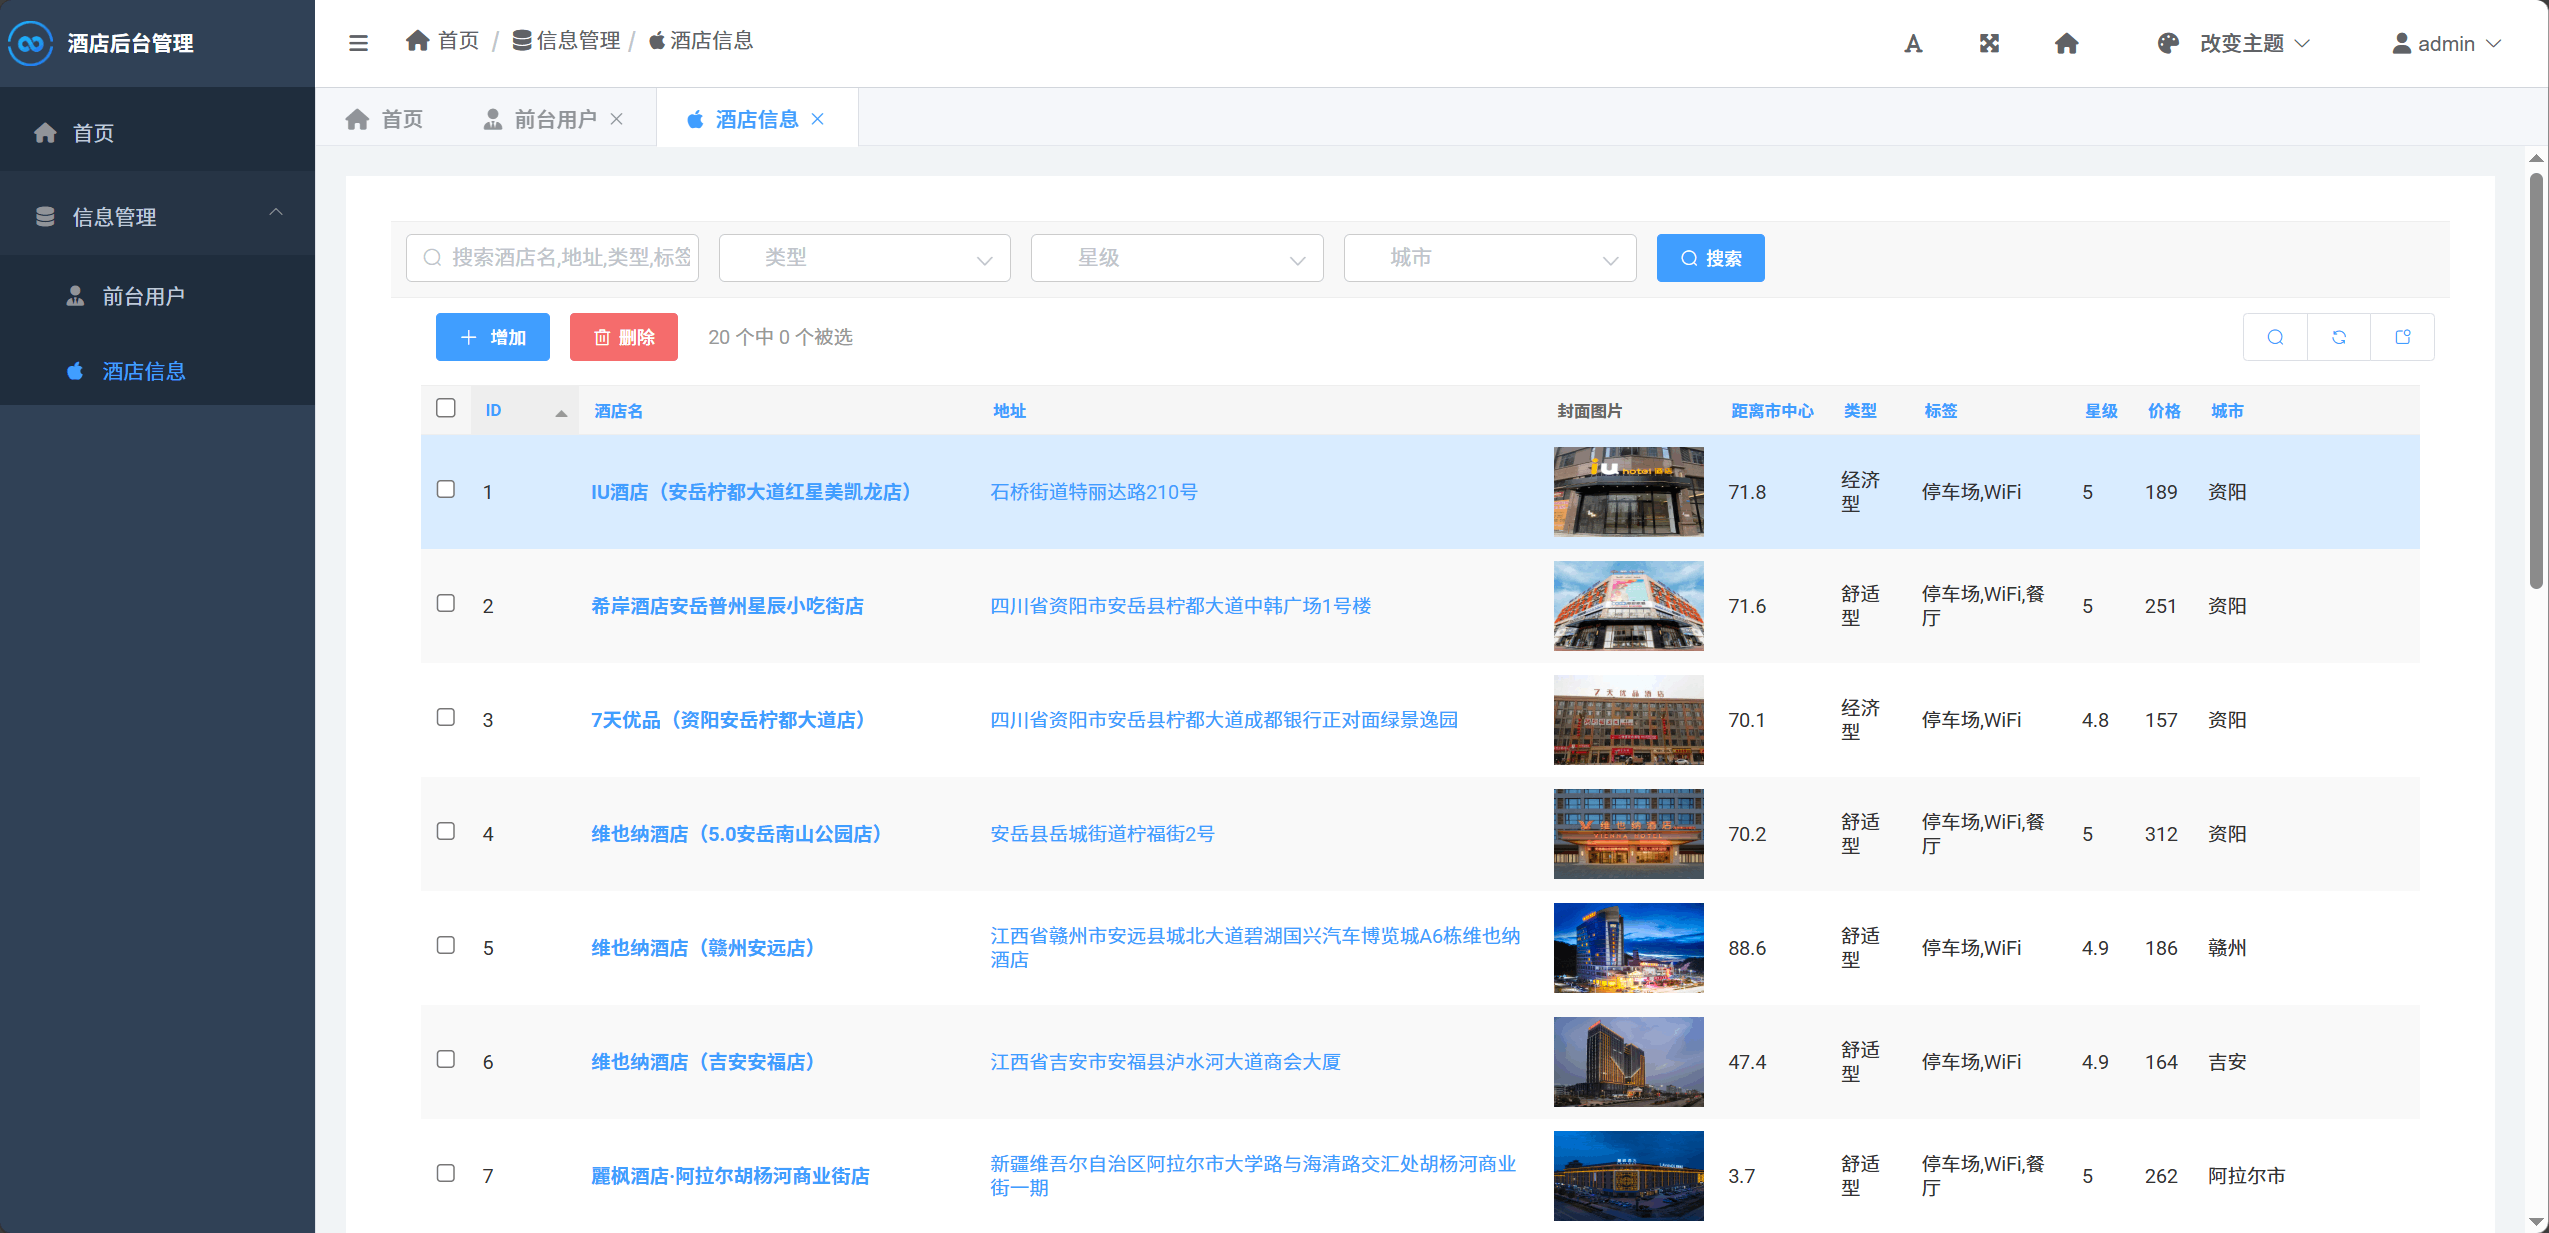 酒店后台管理
首页 / 信息管理 / 酒店信息
改变主题
admin
首页
前台用户
酒店信息
首页
信息管理
前台用户
酒店信息
搜索酒店名,地址,类型,标签
类型
星级
城市
搜索
增加
删除
20 个中 0 个被选
ID 酒店名 地址 封面图片 距离市中心 类型 标签 星级 价格 城市
1 IU酒店（安岳柠都大道红星美凯龙店） 石桥街道特丽达路210号 iu hotel 酒店 71.8 经济型 停车场,WiFi 5 189 资阳
2 希岸酒店安岳普州星辰小吃街店 四川省资阳市安岳县柠都大道中韩广场1号楼 71.6 舒适型 停车场,WiFi,餐厅 5 251 资阳
3 7天优品（资阳安岳柠都大道店） 四川省资阳市安岳县柠都大道成都银行正对面绿景逸园 7天优品酒店 70.1 经济型 停车场,WiFi 4.8 157 资阳
4 维也纳酒店（5.0安岳南山公园店） 安岳县岳城街道柠福街2号 维也纳酒店 VIENNA HOTEL 70.2 舒适型 停车场,WiFi,餐厅 5 312 资阳
5 维也纳酒店（赣州安远店） 江西省赣州市安远县城北大道碧湖国兴汽车博览城A6栋维也纳酒店 88.6 舒适型 停车场,WiFi 4.9 186 赣州
6 维也纳酒店（吉安安福店） 江西省吉安市安福县泸水河大道商会大厦 47.4 舒适型 停车场,WiFi 4.9 164 吉安
7 麗枫酒店·阿拉尔胡杨河商业街店 新疆维吾尔自治区阿拉尔市大学路与海清路交汇处胡杨河商业街一期 3.7 舒适型 停车场,WiFi,餐厅 5 262 阿拉尔市